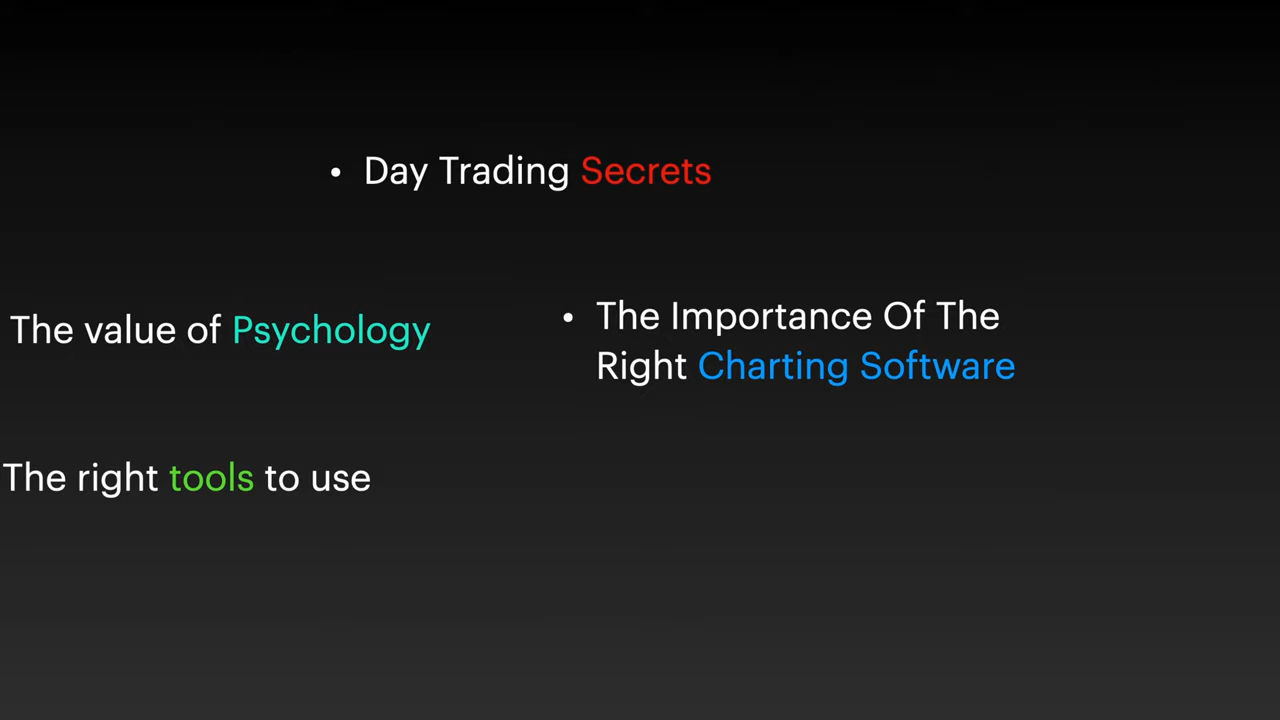 • Day Trading Secrets
The value of Psychology
• The Importance Of The
Right Charting Software
The right tools to use